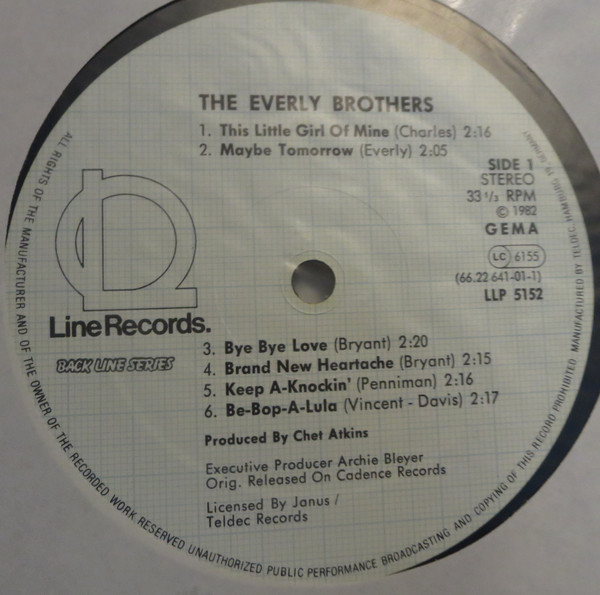 THE EVERLY BROTHERS
1. This Little Girl Of Mine (Charles) 2:16
2. Maybe Tomorrow (Everly) 2:05
SIDE 1
STEREO
33 1/3 RPM
© 1982
GEMA
LC 6155
(66.22 641-01-1)
LLP 5152
Line Records.
BACK LINE SERIES
3. Bye Bye Love (Bryant) 2:20
4. Brand New Heartache (Bryant) 2:15
5. Keep A-Knockin' (Penniman) 2:16
6. Be-Bop-A-Lula (Vincent - Davis) 2:17
Produced By Chet Atkins
Executive Producer Archie Bleyer
Orig. Released On Cadence Records
Licensed By Janus /
Teldec Records
ALL RIGHTS OF THE MANUFACTURER AND OF THE OWNER OF THE RECORDED WORK RESERVED UNAUTHORIZED PUBLIC PERFORMANCE BROADCASTING AND COPYING OF THIS RECORD PROHIBITED MANUFACTURED BY TELDEC, HAMBURG, W. GERMANY